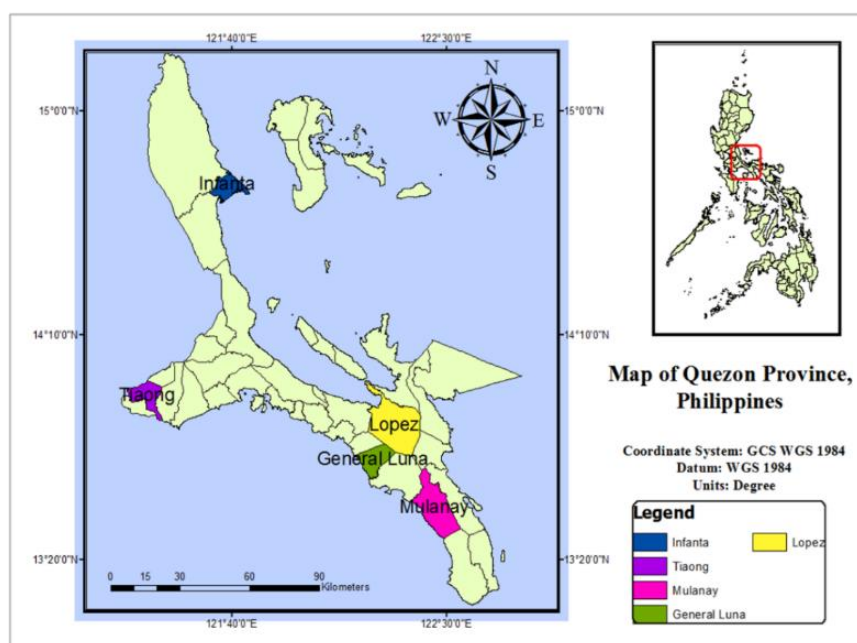 121°40'0"E
122°30'0"E
15°0'0"N
15°0'0"N
N
W
E
S
Infanta
14°10'0"N
14°10'0"N
Tiaong
Lopez
General Luna
Mulanay
13°20'0"N
13°20'0"N
0
15
30
60
90
Kilometers
121°40'0"E
122°30'0"E
Map of Quezon Province,
Philippines
Coordinate System: GCS WGS 1984
Datum: WGS 1984
Units: Degree
Legend
Infanta
Lopez
Tiaong
Mulanay
General Luna